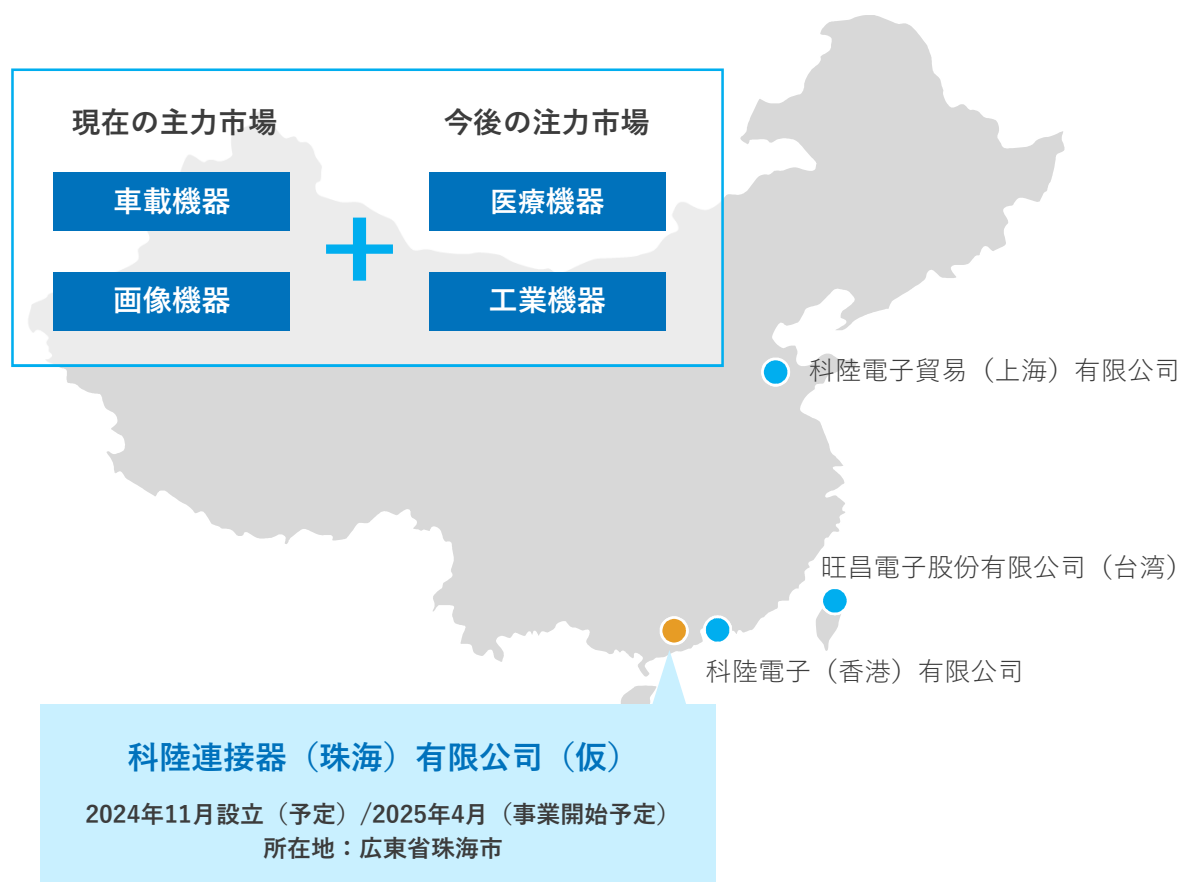 現在の主力市場
今後の注力市場
車載機器
医療機器
画像機器
工業機器
科陸電子貿易（上海）有限公司
旺昌電子股份有限公司（台湾）
科陸電子（香港）有限公司
科陸連接器（珠海）有限公司（仮）
2024年11月設立（予定）/2025年4月（事業開始予定）
所在地：広東省珠海市